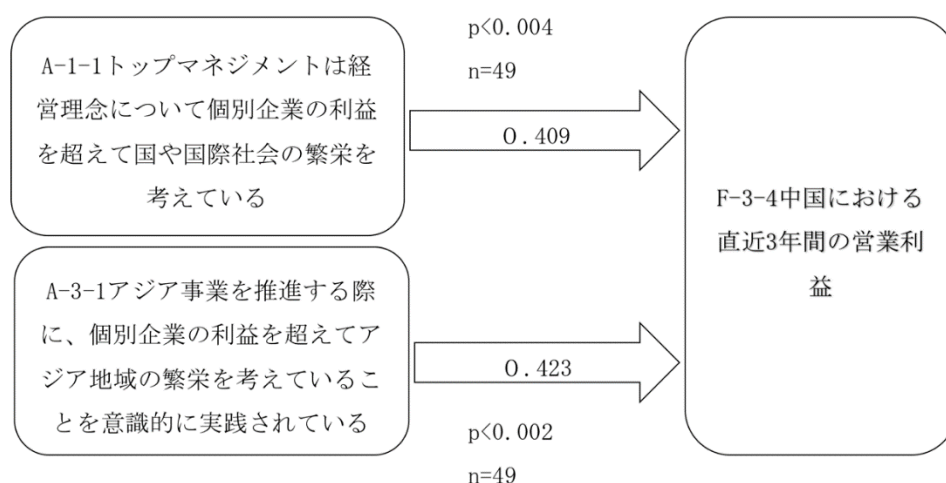 A-1-1トップマネジメントは経
営理念について個別企業の利益
を超えて国や国際社会の繁栄を
考えている
p<0.004
n=49
0.409
A-3-1アジア事業を推進する際
に、個別企業の利益を超えてア
ジア地域の繁栄を考えているこ
とを意識的に実践されている
0.423
p<0.002
n=49
F-3-4中国における
直近3年間の営業利
益